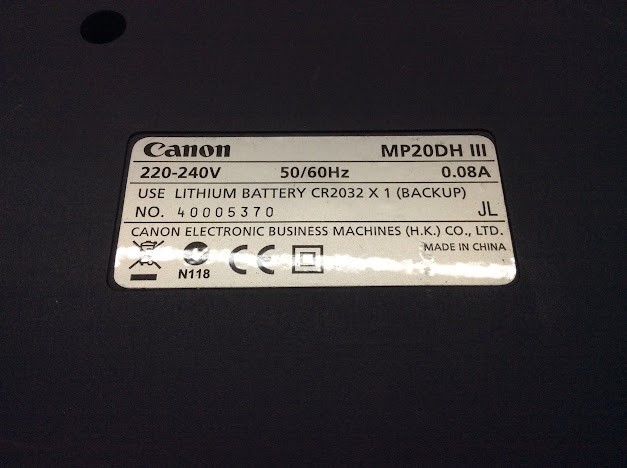 Canon MP20DH III
220-240V 50/60Hz 0.08A
USE LITHIUM BATTERY CR2032 X 1 (BACKUP)
NO. 40005370 JL
CANON ELECTRONIC BUSINESS MACHINES (H.K.) CO., LTD.
MADE IN CHINA
N118 CE